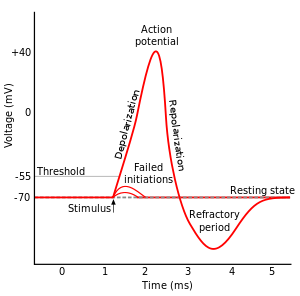 Action
potential
+40
Voltage (mV)
Depolarization
Repolarization
0
Threshold
-55
Failed
initiations
-70
Resting state
Stimulus
Refractory
period
0
1
2
3
4
5
Time (ms)